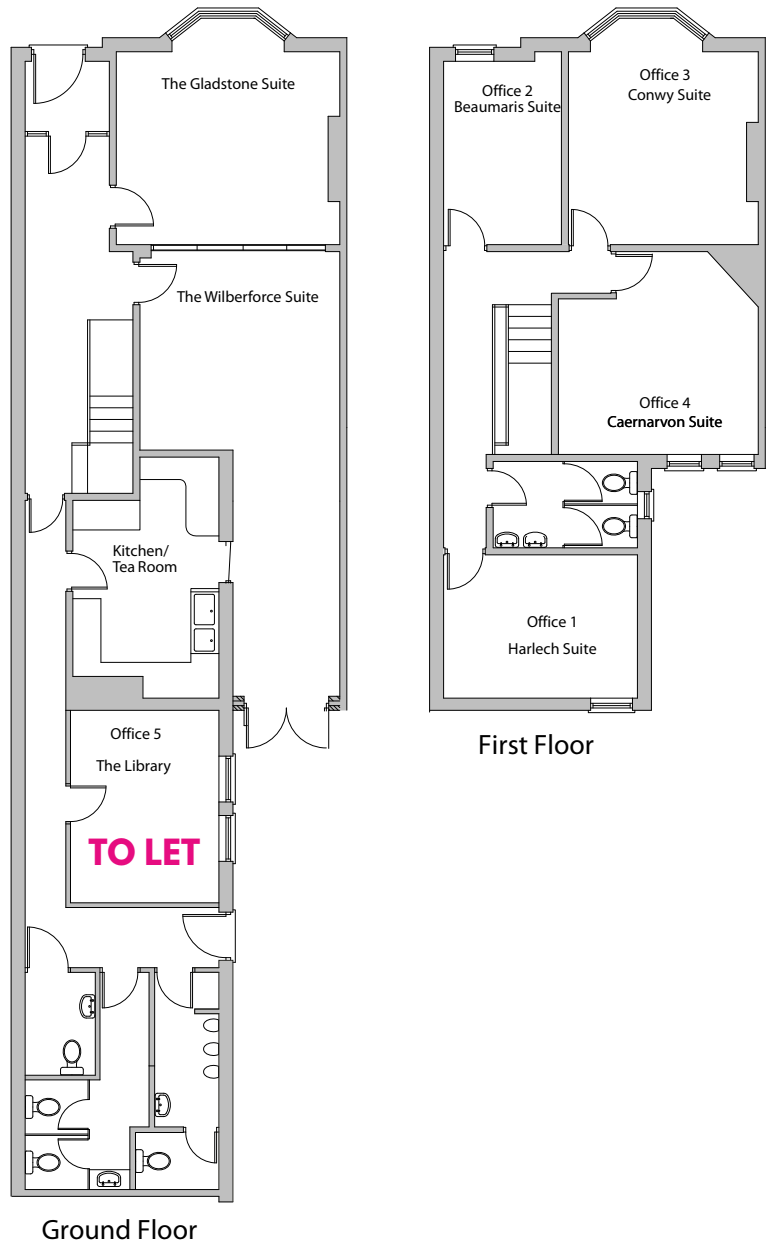 The Gladstone Suite
The Wilberforce Suite
Kitchen/
Tea Room
Office 5
The Library
TO LET
Ground Floor
Office 2
Beaumaris Suite
Office 3
Conwy Suite
Office 4
Caernarvon Suite
Office 1
Harlech Suite
First Floor